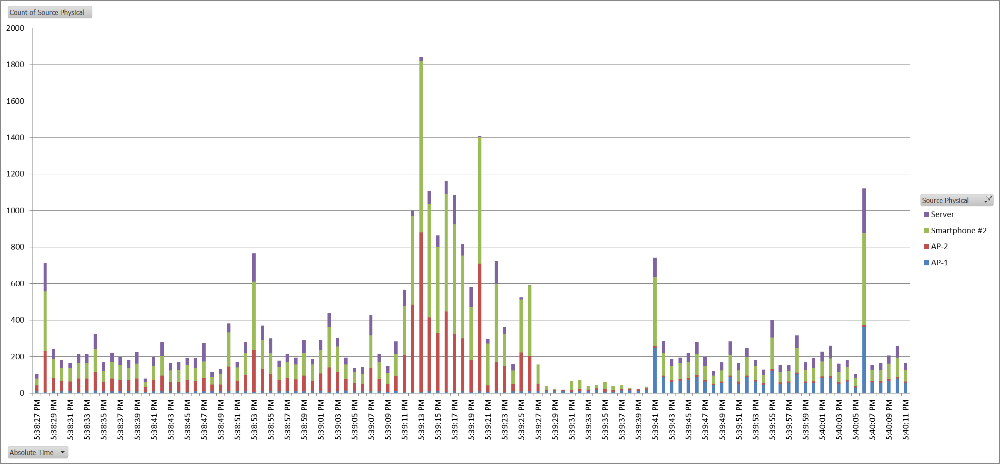 Count of Source Physical
2000
1800
1600
1400
1200
1000
800
600
400
200
0
5:38:27 PM
5:38:29 PM
5:38:31 PM
5:38:33 PM
5:38:35 PM
5:38:37 PM
5:38:39 PM
5:38:41 PM
5:38:43 PM
5:38:45 PM
5:38:47 PM
5:38:49 PM
5:38:51 PM
5:38:53 PM
5:38:55 PM
5:38:57 PM
5:38:59 PM
5:39:01 PM
5:39:03 PM
5:39:05 PM
5:39:07 PM
5:39:09 PM
5:39:11 PM
5:39:13 PM
5:39:15 PM
5:39:17 PM
5:39:19 PM
5:39:21 PM
5:39:23 PM
5:39:25 PM
5:39:27 PM
5:39:29 PM
5:39:31 PM
5:39:33 PM
5:39:35 PM
5:39:37 PM
5:39:39 PM
5:39:41 PM
5:39:43 PM
5:39:45 PM
5:39:47 PM
5:39:49 PM
5:39:51 PM
5:39:53 PM
5:39:55 PM
5:39:57 PM
5:39:59 PM
5:40:01 PM
5:40:03 PM
5:40:05 PM
5:40:07 PM
5:40:09 PM
5:40:11 PM
Source Physical
Server
Smartphone #2
AP-2
AP-1
Absolute Time